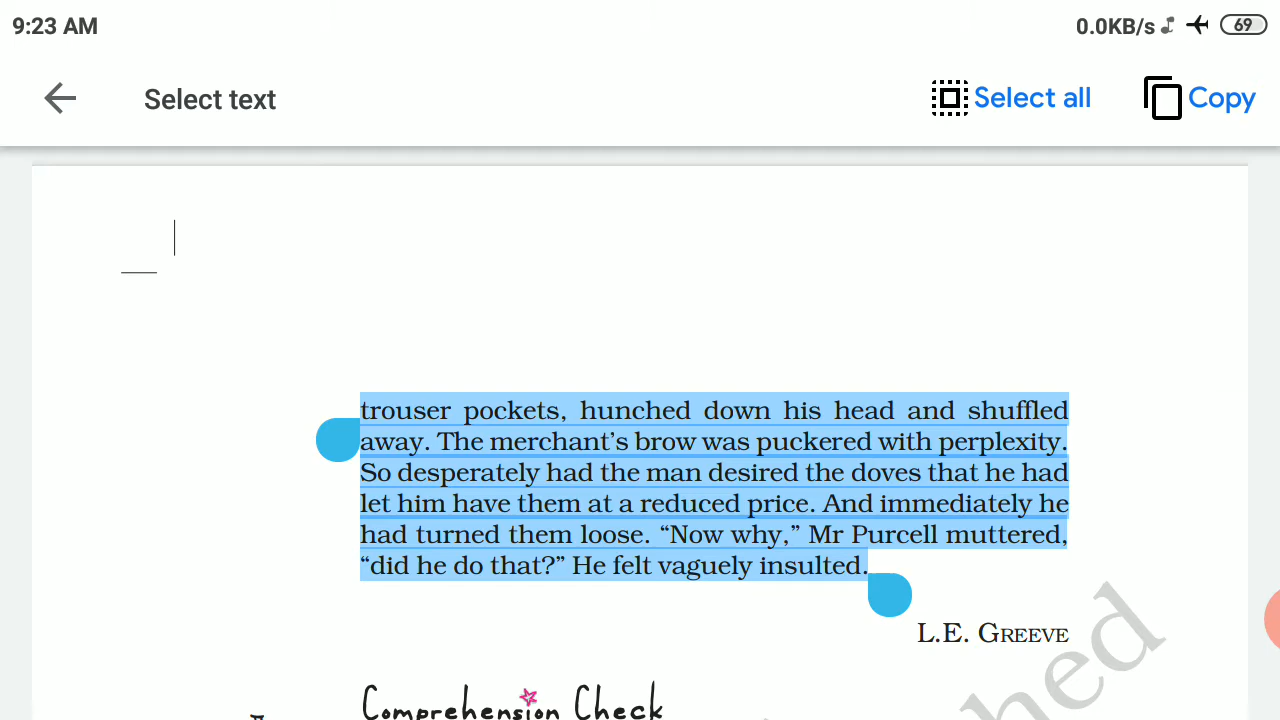 9:23 AM
0.0KB/s
69
Select text
Select all
Copy
trouser pockets, hunched down his head and shuffled
away. The merchant's brow was puckered with perplexity.
So desperately had the man desired the doves that he had
let him have them at a reduced price. And immediately he
had turned them loose. “Now why,” Mr Purcell muttered,
“did he do that?” He felt vaguely insulted.
L.E. GREEVE
hed
Comprehension Check